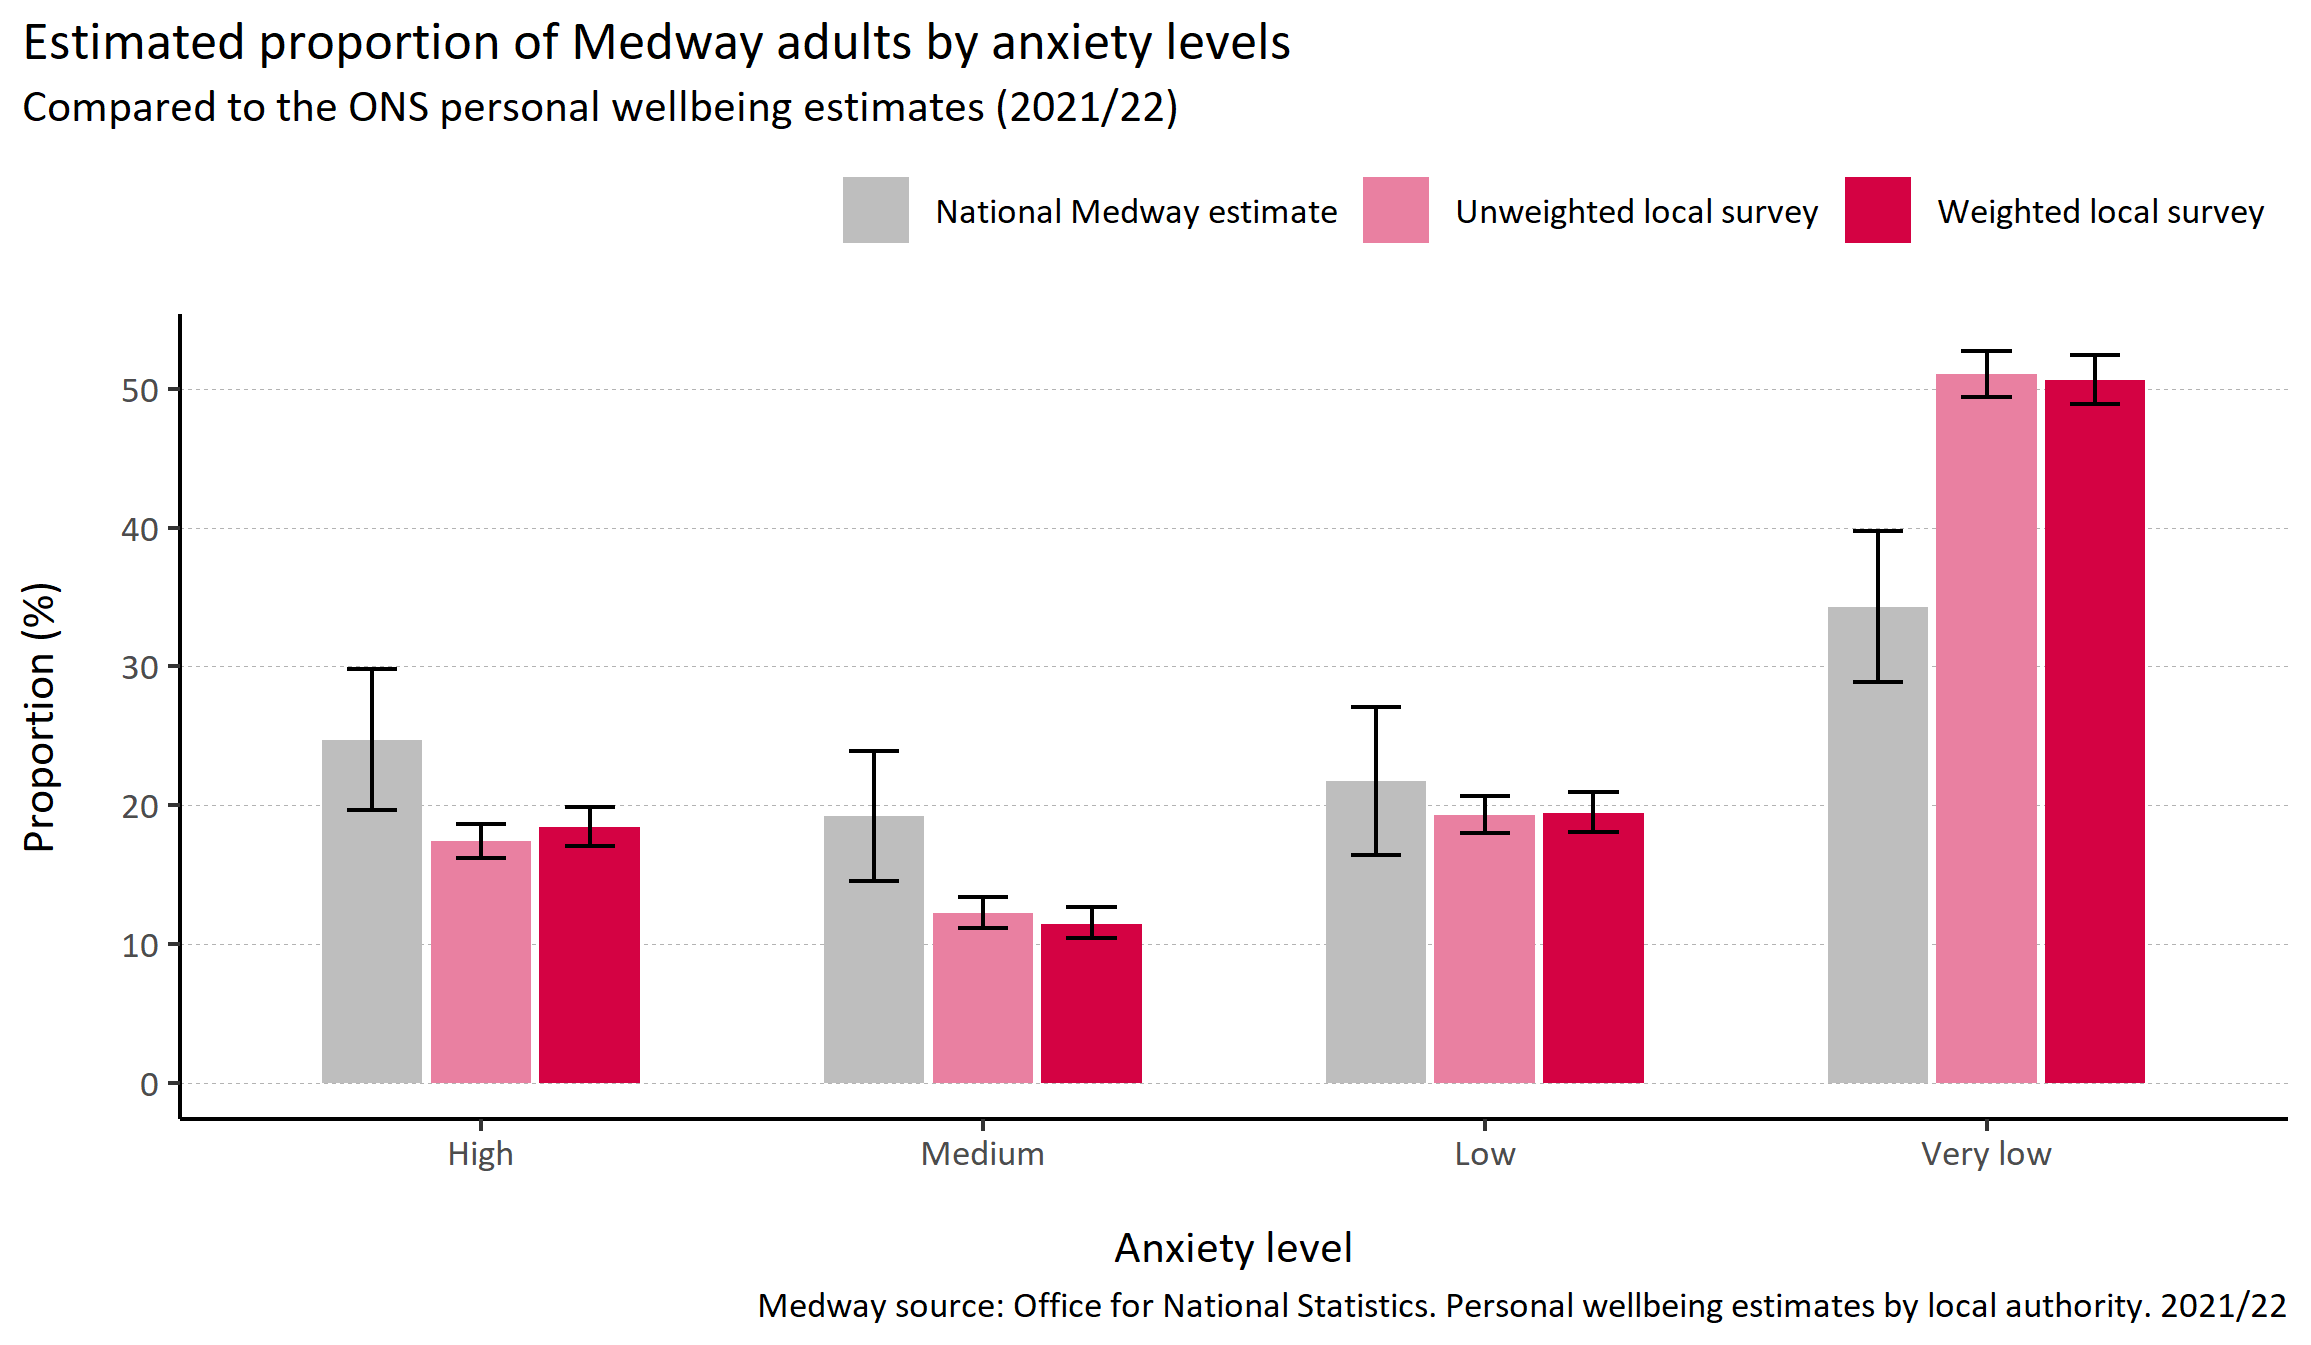 Estimated proportion of Medway adults by anxiety levels
Compared to the ONS personal wellbeing estimates (2021/22)
National Medway estimate Unweighted local survey Weighted local survey
Proportion (%)
50
40
30
20
10
0
High Medium Low Very low
Anxiety level
Medway source: Office for National Statistics. Personal wellbeing estimates by local authority. 2021/22